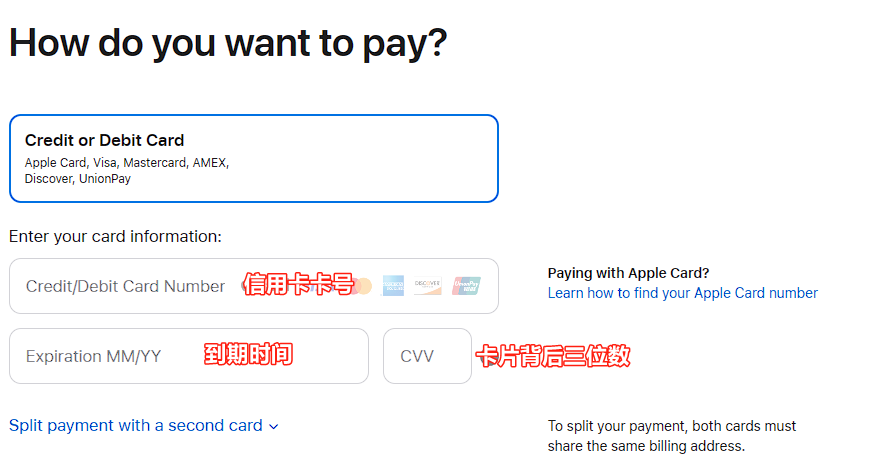 How do you want to pay?
Credit or Debit Card
Apple Card, Visa, Mastercard, AMEX,
Discover, UnionPay
Enter your card information:
Credit/Debit Card Number 信用卡卡号 DISCOVER UnionPay
Paying with Apple Card?
Learn how to find your Apple Card number
Expiration MM/YY 到期时间
CVV 卡片背后三位数
Split payment with a second card
To split your payment, both cards must
share the same billing address.